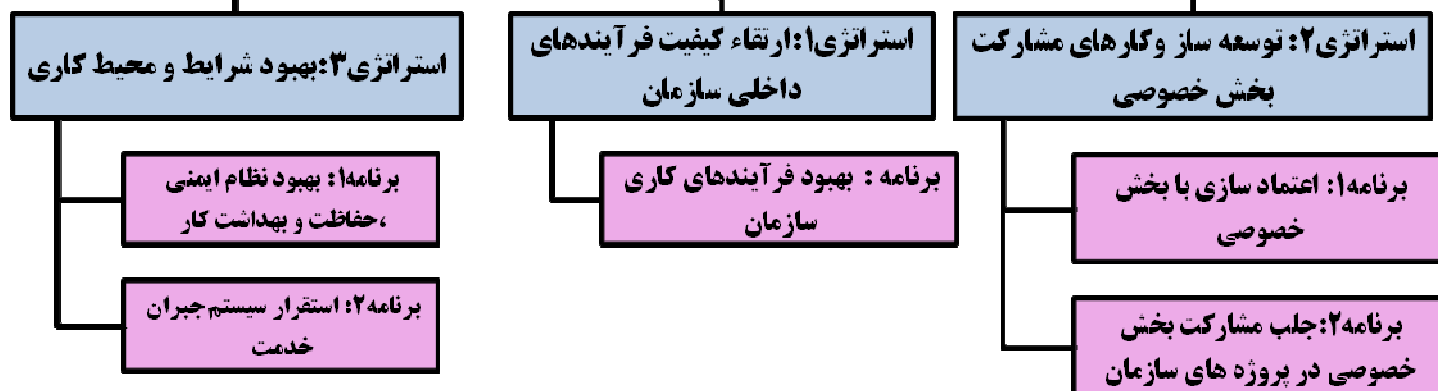 استراتژی۲: توسعه ساز وکارهای مشارکت
بخش خصوصی
برنامه۱: اعتماد سازی با بخش
خصوصی
برنامه۲:جلب مشارکت بخش
خصوصی در پروژه های سازمان
استراتژی۱:ارتقاء کیفیت فرآیندهای
داخلی سازمان
برنامه : بهبود فرآیندهای کاری
سازمان
استراتژی۳:بهبود شرایط و محیط کاری
برنامه۱: بهبود نظام ایمنی
،حفاظت و بهداشت کار
برنامه۲: استقرار سیستم جبران
خدمت